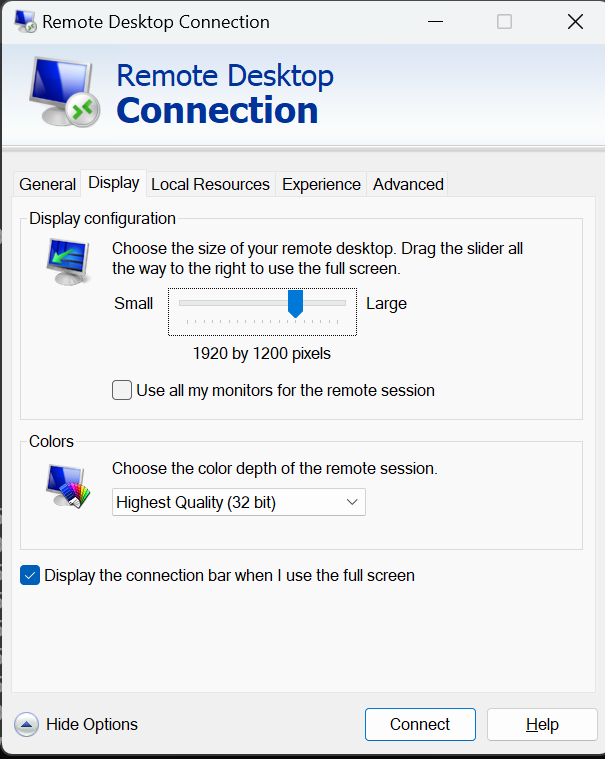 Remote Desktop Connection
Remote Desktop
Connection
General Display Local Resources Experience Advanced
Display configuration
Choose the size of your remote desktop. Drag the slider all
the way to the right to use the full screen.
Small Large
1920 by 1200 pixels
Use all my monitors for the remote session
Colors
Choose the color depth of the remote session.
Highest Quality (32 bit)
Display the connection bar when I use the full screen
Hide Options Connect Help